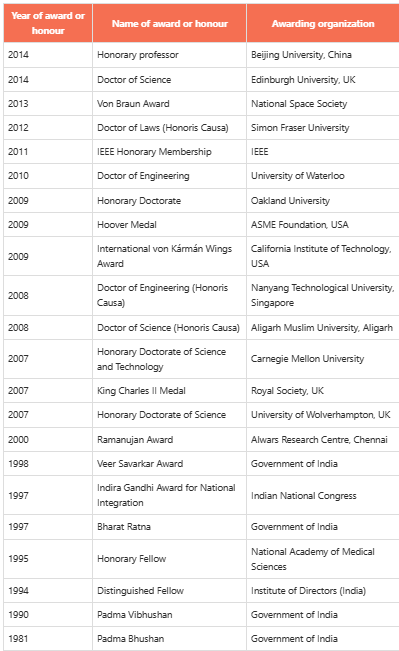 Year of award or honour Name of award or honour Awarding organization
2014 Honorary professor Beijing University, China
2014 Doctor of Science Edinburgh University, UK
2013 Von Braun Award National Space Society
2012 Doctor of Laws (Honoris Causa) Simon Fraser University
2011 IEEE Honorary Membership IEEE
2010 Doctor of Engineering University of Waterloo
2009 Honorary Doctorate Oakland University
2009 Hoover Medal ASME Foundation, USA
2009 International von Kármán Wings Award California Institute of Technology, USA
2008 Doctor of Engineering (Honoris Causa) Nanyang Technological University, Singapore
2008 Doctor of Science (Honoris Causa) Aligarh Muslim University, Aligarh
2007 Honorary Doctorate of Science and Technology Carnegie Mellon University
2007 King Charles II Medal Royal Society, UK
2007 Honorary Doctorate of Science University of Wolverhampton, UK
2000 Ramanujan Award Alwars Research Centre, Chennai
1998 Veer Savarkar Award Government of India
1997 Indira Gandhi Award for National Integration Indian National Congress
1997 Bharat Ratna Government of India
1995 Honorary Fellow National Academy of Medical Sciences
1994 Distinguished Fellow Institute of Directors (India)
1990 Padma Vibhushan Government of India
1981 Padma Bhushan Government of India